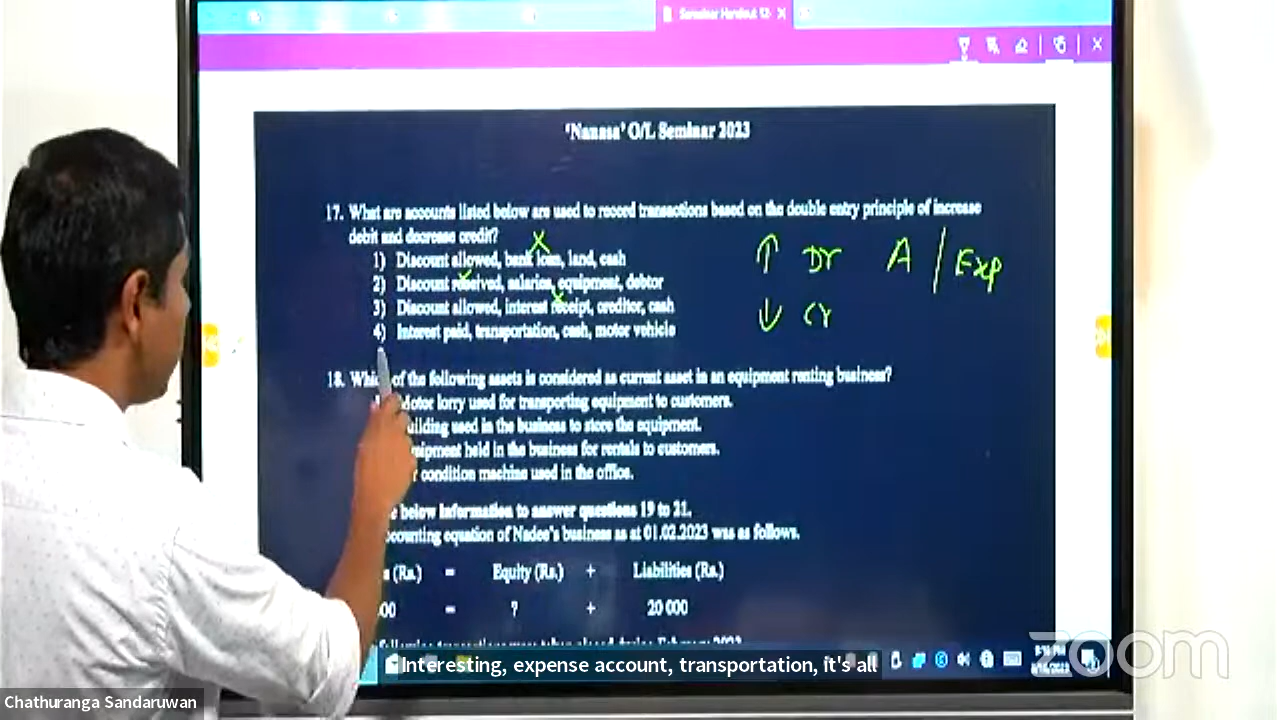 Seminar Handout
'Nanasa' O/L Seminar 2023
17. What are accounts listed below are used to record transactions based on the double entry principle of increase
debit and decrease credit?
1) Discount allowed, bank loan, land, cash
2) Discount received, salaries, equipment, debtor
3) Discount allowed, interest receipt, creditor, cash
4) Interest paid, transportation, cash, motor vehicle
↑ Dr A / Exp
↓ Cr
18. Which of the following assets is considered as current asset in an equipment renting business?
Motor lorry used for transporting equipment to customers.
uilding used in the business to store the equipment.
uipment held in the business for rentals to customers.
condition machine used in the office.
below information to answer questions 19 to 21.
counting equation of Nadee's business as at 01.02.2023 was as follows.
(Rs.) = Equity (Rs.) + Liabilities (Rs.)
00 = ? + 20 000
zoom
Interesting, expense account, transportation, it's all
Chathuranga Sandaruwan